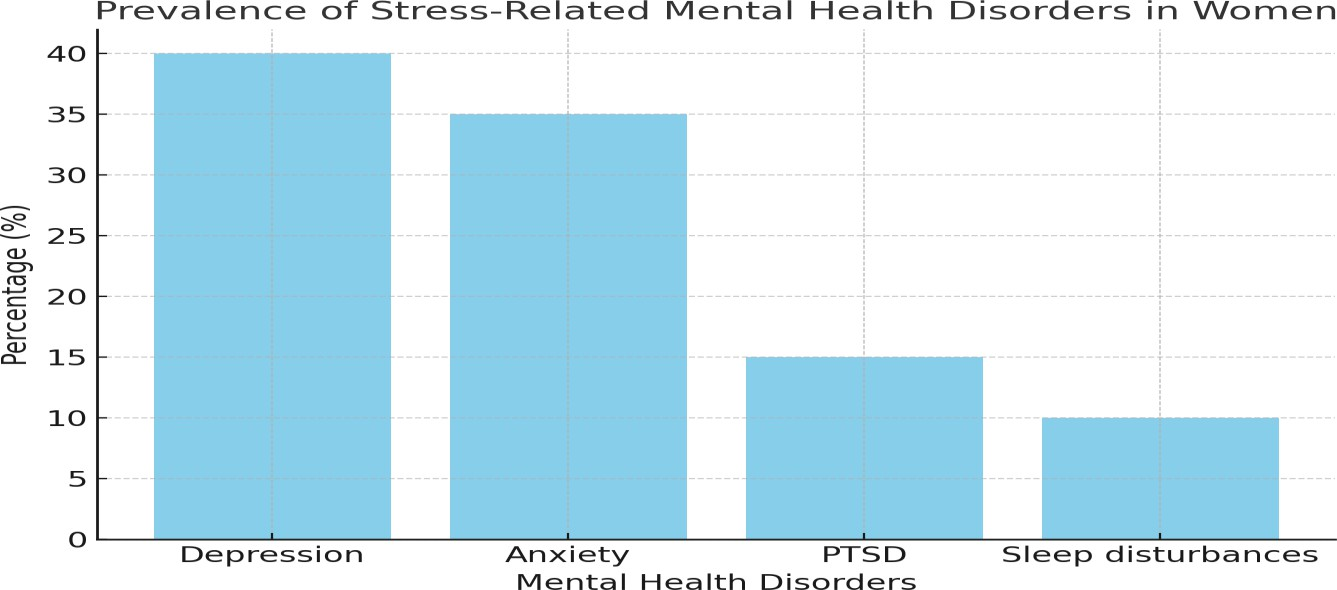 Prevalence of Stress-Related Mental Health Disorders in Women
Percentage (%)
40
35
30
25
20
15
10
5
0
Depression Anxiety PTSD Sleep disturbances
Mental Health Disorders